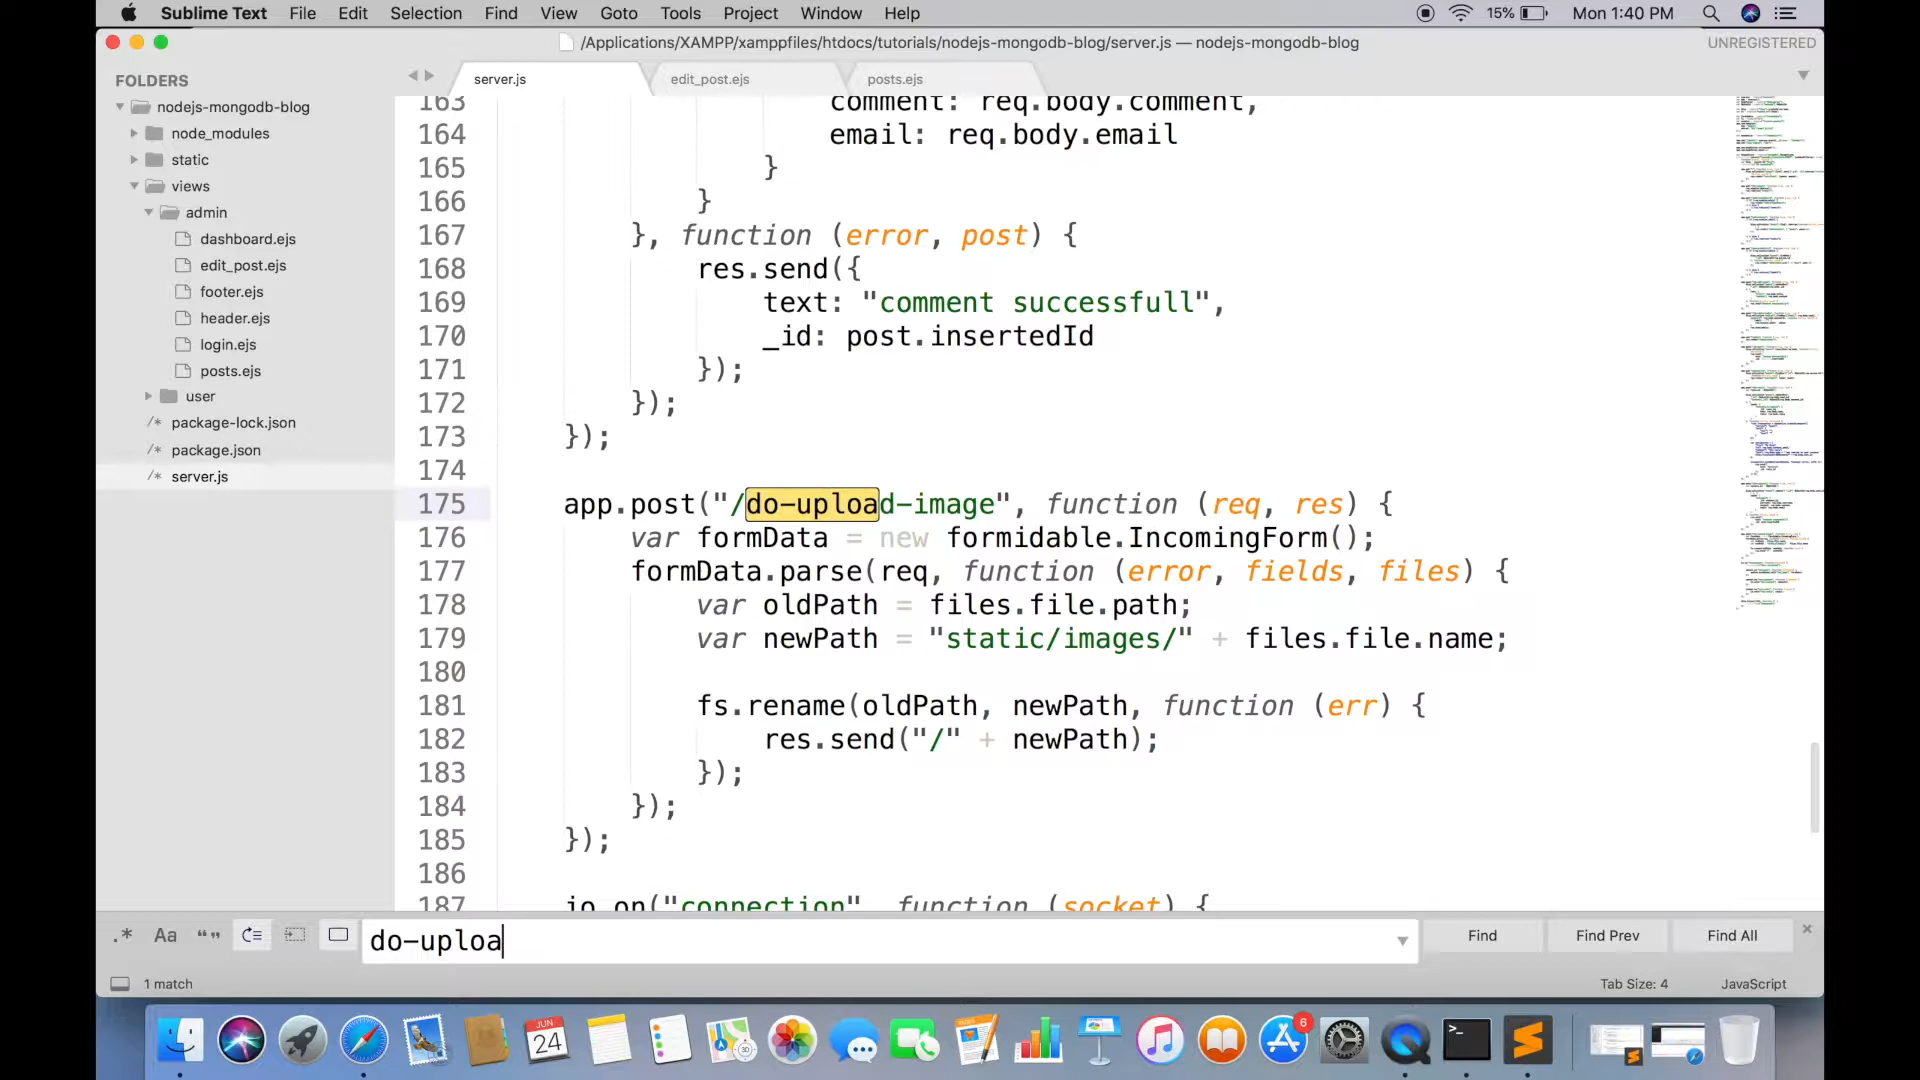 Sublime Text File Edit Selection Find View Goto Tools Project Window Help 15% Mon 1:40 PM
/Applications/XAMPP/xamppfiles/htdocs/tutorials/nodejs-mongodb-blog/server.js — nodejs-mongodb-blog UNREGISTERED
FOLDERS
nodejs-mongodb-blog
node_modules
static
views
admin
dashboard.ejs
edit_post.ejs
footer.ejs
header.ejs
login.ejs
posts.ejs
user
package-lock.json
package.json
server.js
server.js edit_post.ejs posts.ejs
163 comment: req.body.comment,
164 email: req.body.email
165 }
166 }
167 }, function (error, post) {
168 res.send({
169 text: "comment successfull",
170 _id: post.insertedId
171 });
172 });
173 });
174
175 app.post("/do-upload-image", function (req, res) {
176 var formData = new formidable.IncomingForm();
177 formData.parse(req, function (error, fields, files) {
178 var oldPath = files.file.path;
179 var newPath = "static/images/" + files.file.name;
180
181 fs.rename(oldPath, newPath, function (err) {
182 res.send("/" + newPath);
183 });
184 });
185 });
186
187 io.on("connection", function (socket) {
.* Aa “” do-uploa Find Find Prev Find All
1 match Tab Size: 4 JavaScript
JUN
24
6